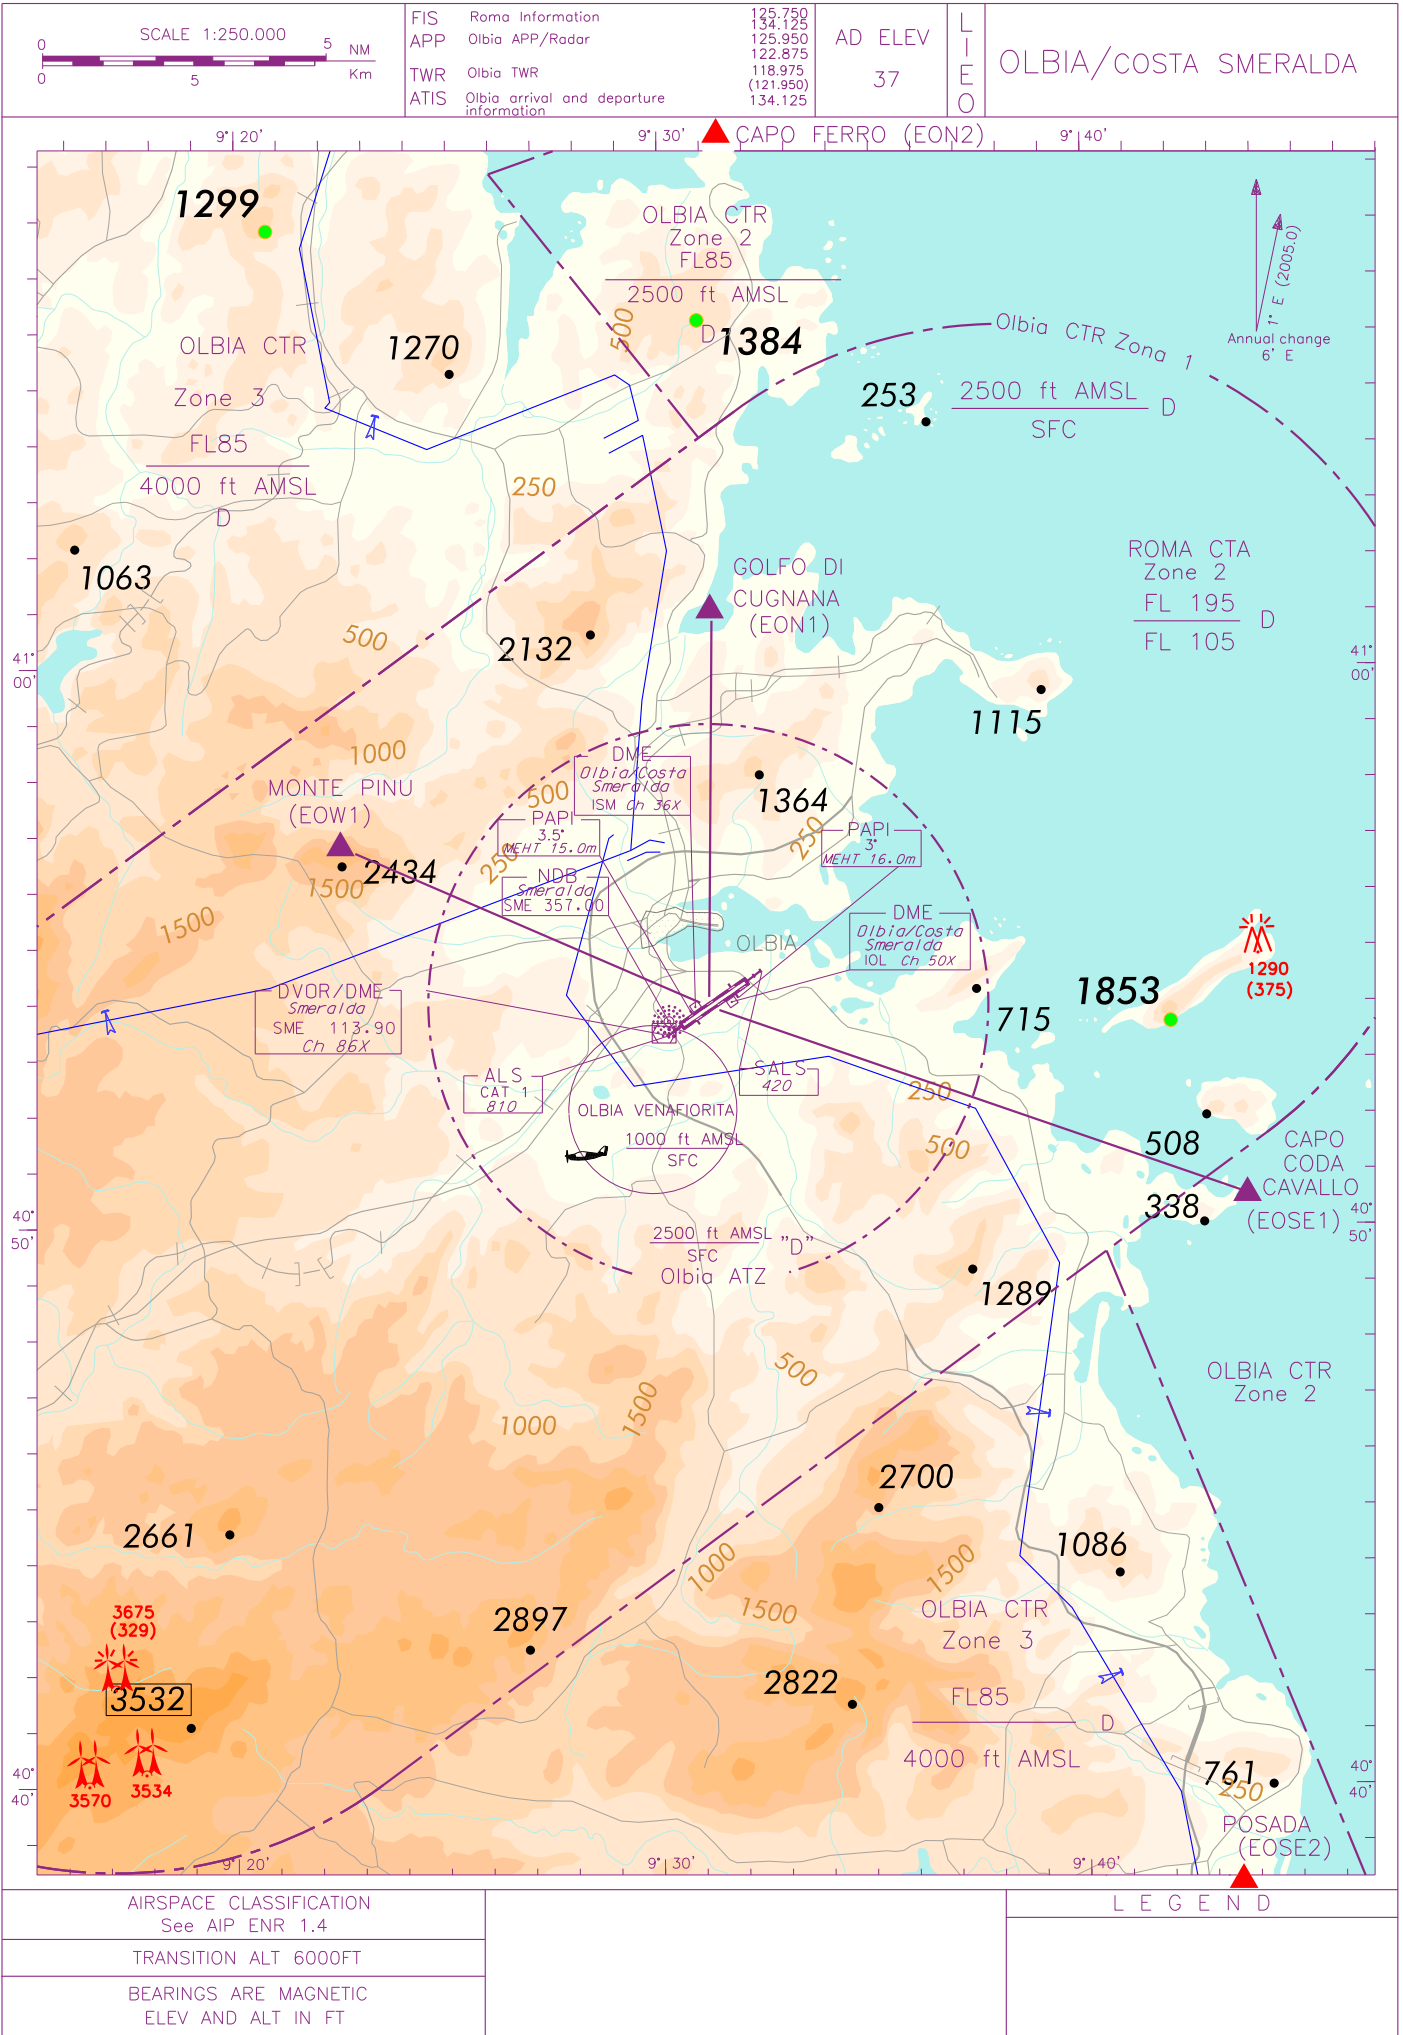 SCALE 1:250.000
0
5
NM
0
5
Km
FIS Roma Information 125.750
134.125
APP Olbia APP/Radar 125.950
122.875
TWR Olbia TWR 118.975
(121.950)
ATIS Olbia arrival and departure information 134.125
AD ELEV
37
LIEO
OLBIA/COSTA SMERALDA
9° 20'
9° 30'
CAPO FERRO (EON2)
9° 40'
1299
OLBIA CTR
Zone 2
FL85
2500 ft AMSL
D
1384
500
1° E (2005.0)
Annual change
6' E
Olbia CTR Zona 1
2500 ft AMSL
SFC
D
OLBIA CTR
Zone 3
FL85
4000 ft AMSL
D
1270
253
250
1063
ROMA CTA
Zone 2
FL 195
FL 105
D
GOLFO DI
CUGNANA
(EON1)
500
2132
41°
00'
41°
00'
1115
1000
MONTE PINU
(EOW1)
DME
Olbia/Costa
Smeralda
ISM Ch 36X
500
1364
PAPI
3.5°
MEHT 15.0m
250
250
PAPI
3°
MEHT 16.0m
2434
1500
1500
NDB
Smeralda
SME 357.00
OLBIA
DME
Olbia/Costa
Smeralda
IOL Ch 50X
1290
(375)
1853
715
DVOR/DME
Smeralda
SME 113.90
Ch 86X
ALS
CAT 1
810
SALS
420
250
500
OLBIA VENAFIORITA
1000 ft AMSL
SFC
508
CAPO
CODA
CAVALLO
(EOSE1)
338
40°
50'
40°
50'
2500 ft AMSL
SFC
"D"
Olbia ATZ
1289
500
OLBIA CTR
Zone 2
1000
1500
2700
2661
1086
1000
1500
1500
2897
OLBIA CTR
Zone 3
FL85
4000 ft AMSL
D
3675
(329)
3532
2822
3570
3534
40°
40'
40°
40'
761
250
POSADA
(EOSE2)
9° 20'
9° 30'
9° 40'
AIRSPACE CLASSIFICATION
See AIP ENR 1.4
TRANSITION ALT 6000FT
BEARINGS ARE MAGNETIC
ELEV AND ALT IN FT
LEGEND